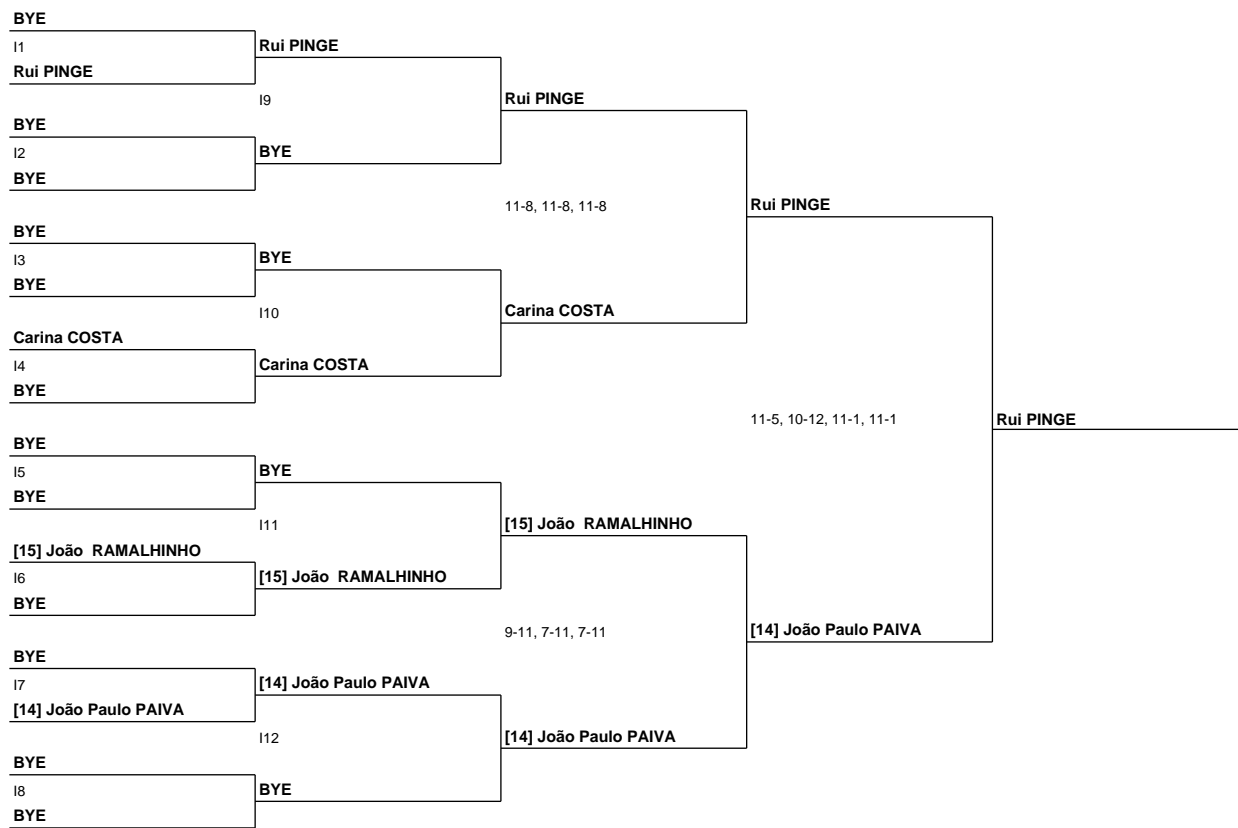 BYE
I1
Rui PINGE
Rui PINGE
I9
Rui PINGE
BYE
I2
BYE
BYE
11-8, 11-8, 11-8
Rui PINGE
BYE
I3
BYE
BYE
I10
Carina COSTA
Carina COSTA
I4
Carina COSTA
BYE
11-5, 10-12, 11-1, 11-1
Rui PINGE
BYE
I5
BYE
BYE
I11
[15] João  RAMALHINHO
[15] João  RAMALHINHO
I6
[15] João  RAMALHINHO
BYE
9-11, 7-11, 7-11
[14] João Paulo PAIVA
BYE
I7
[14] João Paulo PAIVA
[14] João Paulo PAIVA
I12
[14] João Paulo PAIVA
BYE
I8
BYE
BYE